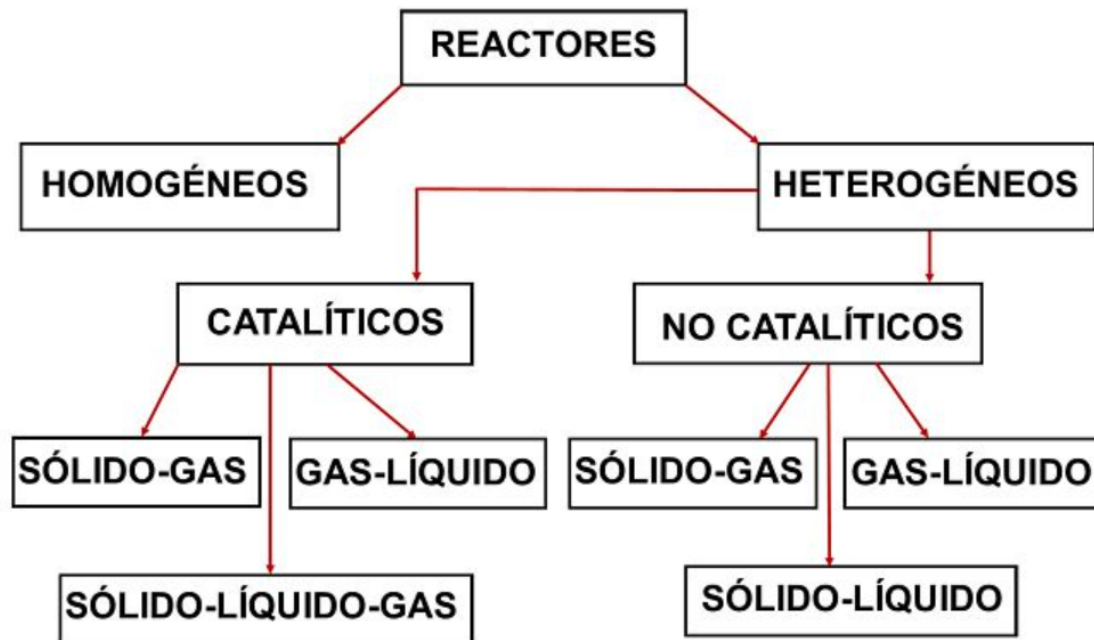 REACTORES
HOMOGÉNEOS
HETEROGÉNEOS
CATALÍTICOS
NO CATALÍTICOS
SÓLIDO-GAS
GAS-LÍQUIDO
SÓLIDO-GAS
GAS-LÍQUIDO
SÓLIDO-LÍQUIDO-GAS
SÓLIDO-LÍQUIDO